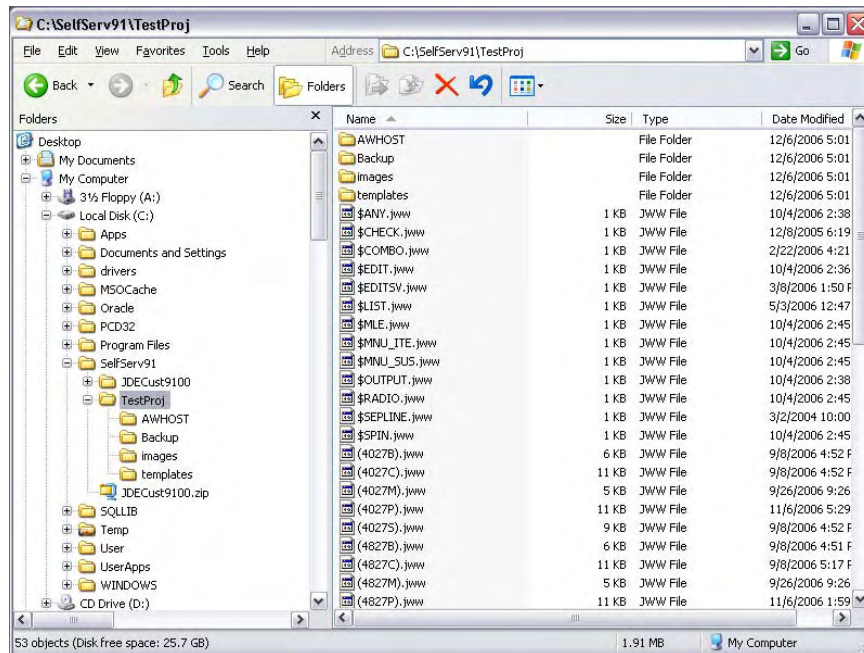 C:\SelfServ91\TestProj
File Edit View Favorites Tools Help Address C:\SelfServ91\TestProj Go
Back Search Folders
Folders
Desktop
My Documents
My Computer
3½ Floppy (A:)
Local Disk (C:)
Apps
Documents and Settings
drivers
MSOCache
Oracle
PCD32
Program Files
SelfServ91
JDECust9100
TestProj
AWHOST
Backup
images
templates
JDECust9100.zip
SQLLIB
Temp
User
UserApps
WINDOWS
CD Drive (D:)
Name Size Type Date Modified
AWHOST File Folder 12/6/2006 5:01
Backup File Folder 12/6/2006 5:01
images File Folder 12/6/2006 5:01
templates File Folder 12/6/2006 5:01
$ANY.jww 1 KB JWW File 10/4/2006 2:38
$CHECK.jww 1 KB JWW File 12/8/2005 6:19
$COMBO.jww 1 KB JWW File 2/22/2006 4:21
$EDIT.jww 1 KB JWW File 10/4/2006 2:36
$EDITSV.jww 1 KB JWW File 3/8/2006 1:50 P
$LIST.jww 1 KB JWW File 5/3/2006 12:47
$MLE.jww 1 KB JWW File 10/4/2006 2:45
$MNU_ITE.jww 1 KB JWW File 10/4/2006 2:45
$MNU_SUS.jww 1 KB JWW File 10/4/2006 2:45
$OUTPUT.jww 1 KB JWW File 10/4/2006 2:38
$RADIO.jww 1 KB JWW File 10/4/2006 2:45
$SEPLINE.jww 1 KB JWW File 3/2/2004 10:00
$SPIN.jww 1 KB JWW File 10/4/2006 2:45
(4027B).jww 6 KB JWW File 9/8/2006 4:52 P
(4027C).jww 11 KB JWW File 9/8/2006 4:52 P
(4027M).jww 5 KB JWW File 9/26/2006 9:26
(4027P).jww 11 KB JWW File 11/6/2006 5:29
(4027S).jww 9 KB JWW File 9/8/2006 4:52 P
(4827B).jww 6 KB JWW File 9/8/2006 4:51 P
(4827C).jww 11 KB JWW File 9/8/2006 5:17 P
(4827M).jww 5 KB JWW File 9/26/2006 9:26
(4827P).jww 11 KB JWW File 11/6/2006 1:59
53 objects (Disk free space: 25.7 GB) 1.91 MB My Computer